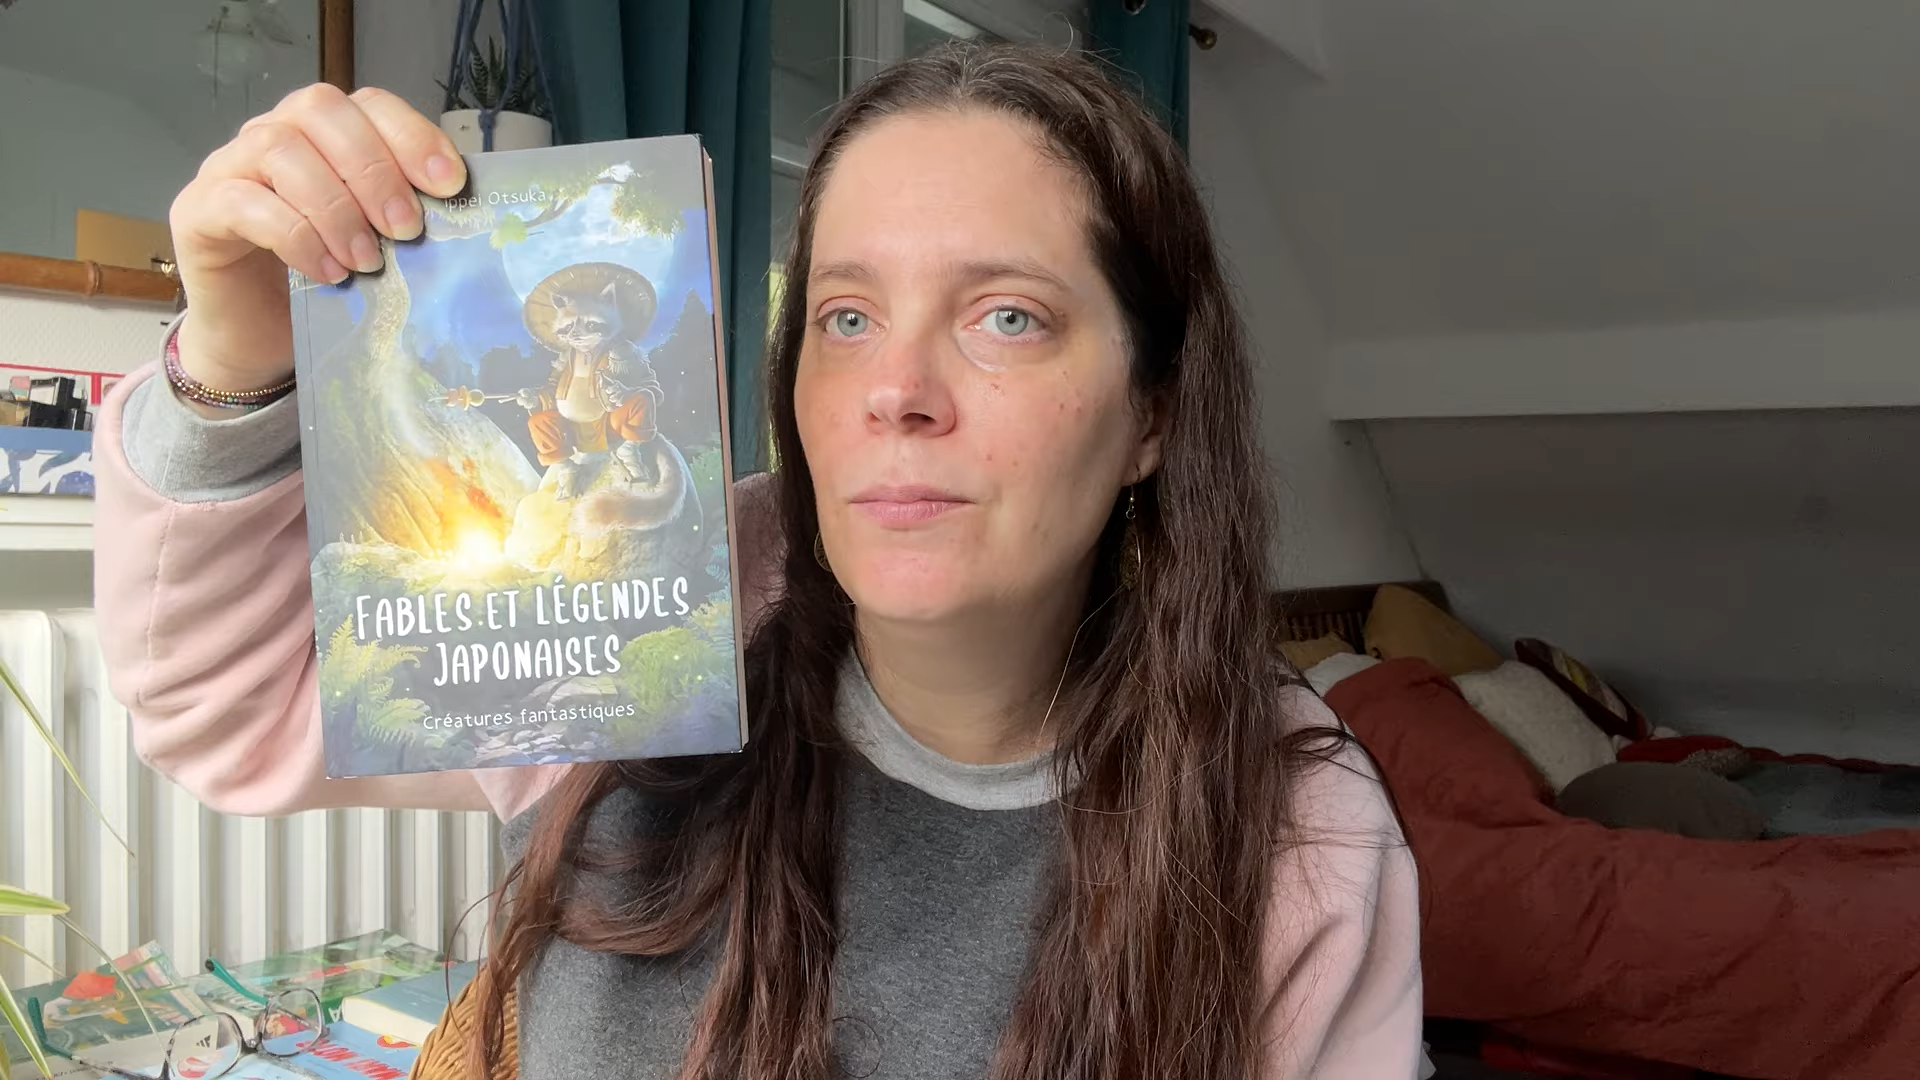 Ippei Otsuka
FABLES ET LÉGENDES
JAPONAISES
Créatures fantastiques